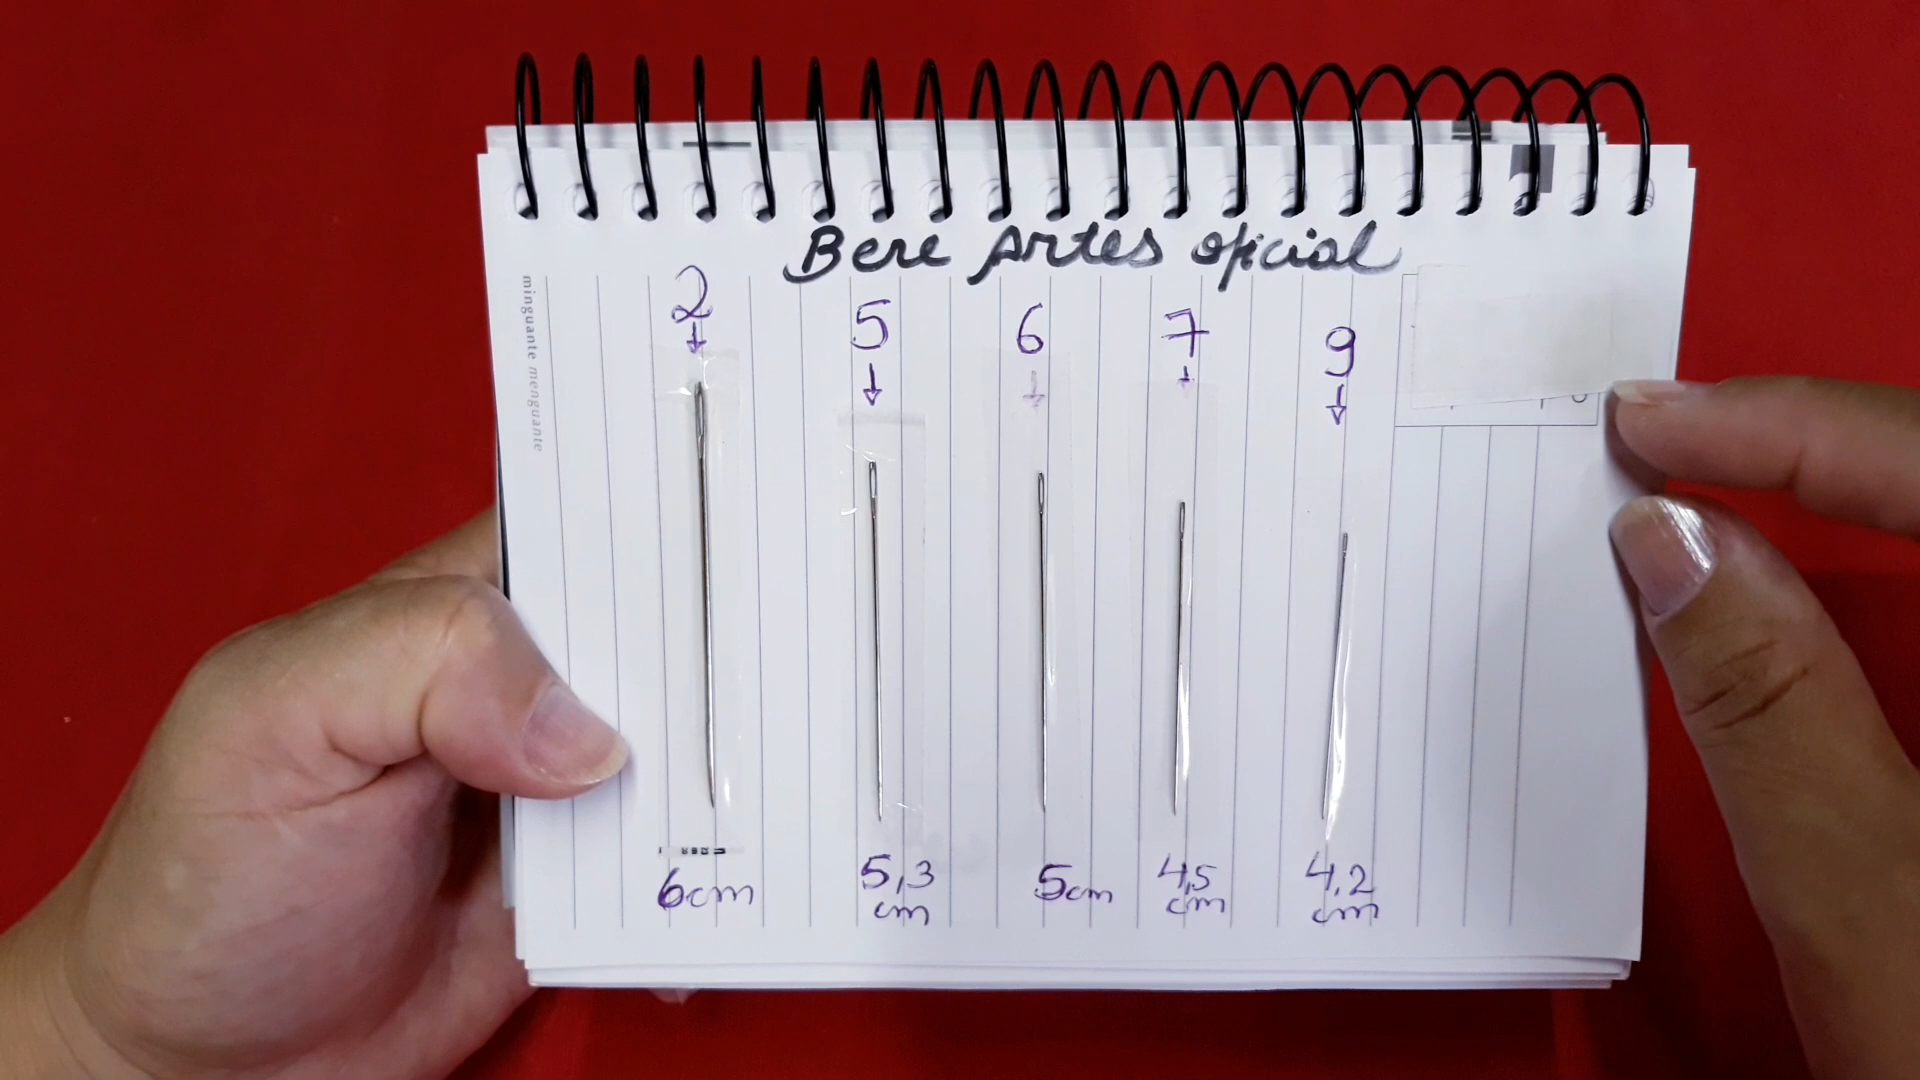 Bere Artes oficial
2 5 6 7 9
6cm 5,3 cm 5cm 4,5 cm 4,2 cm
minguante menguante